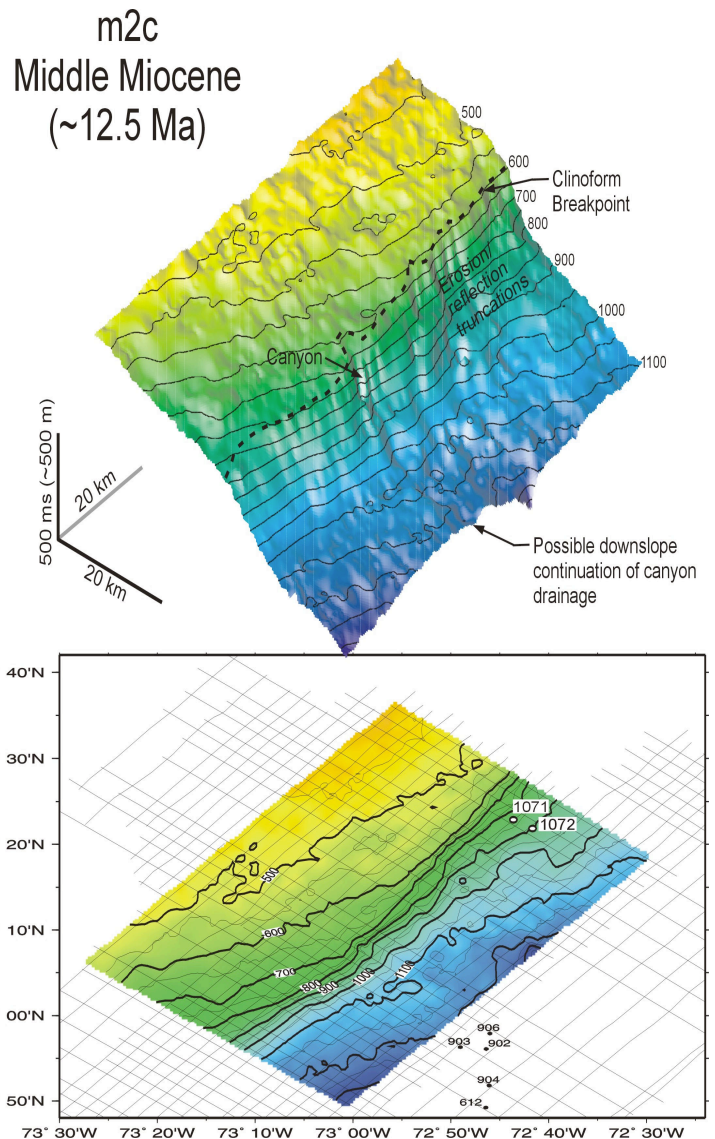 m2c
Middle Miocene
(~12.5 Ma)
500
600
Clinoform
Breakpoint
700
800
900
Erosion/
reflection
truncations
1000
Canyon
1100
500 ms (~500 m)
20 km
20 km
Possible downslope
continuation of canyon
drainage
40'N
30'N
1071
1072
20'N
500
10'N
600
700
800
900
1000
1100
00'N
906
903
902
904
50'N
612
73° 30'W
73° 20'W
73° 10'W
73° 00'W
72° 50'W
72° 40'W
72° 30'W